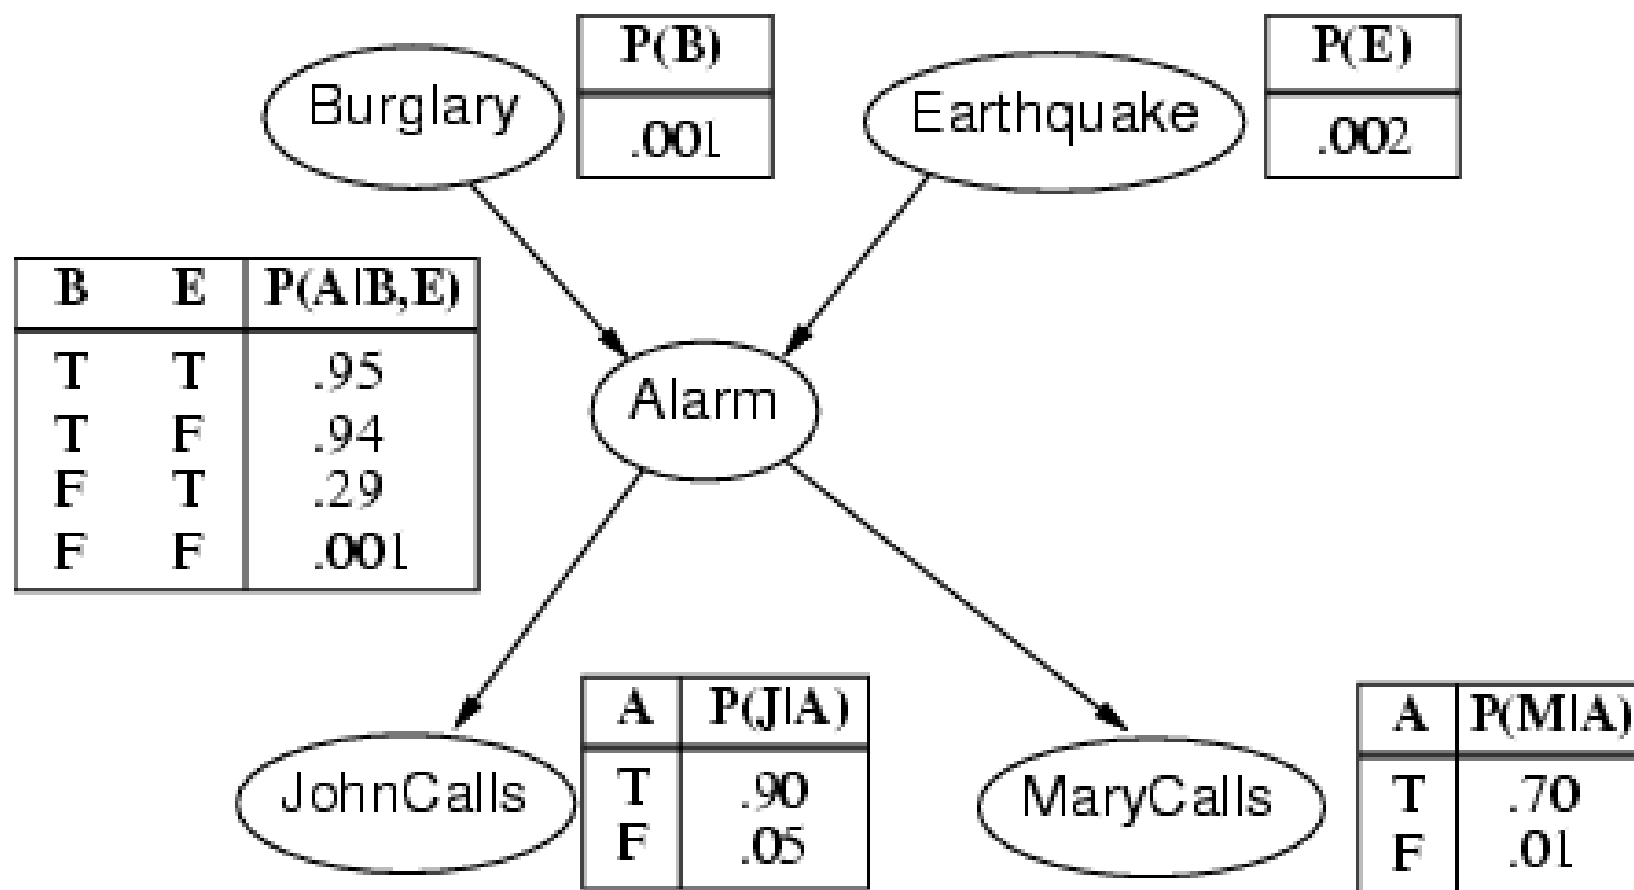 Burglary
P(B)
.001
Earthquake
P(E)
.002
B E P(A|B,E)
T T .95
T F .94
F T .29
F F .001
Alarm
JohnCalls
A P(J|A)
T .90
F .05
MaryCalls
A P(M|A)
T .70
F .01